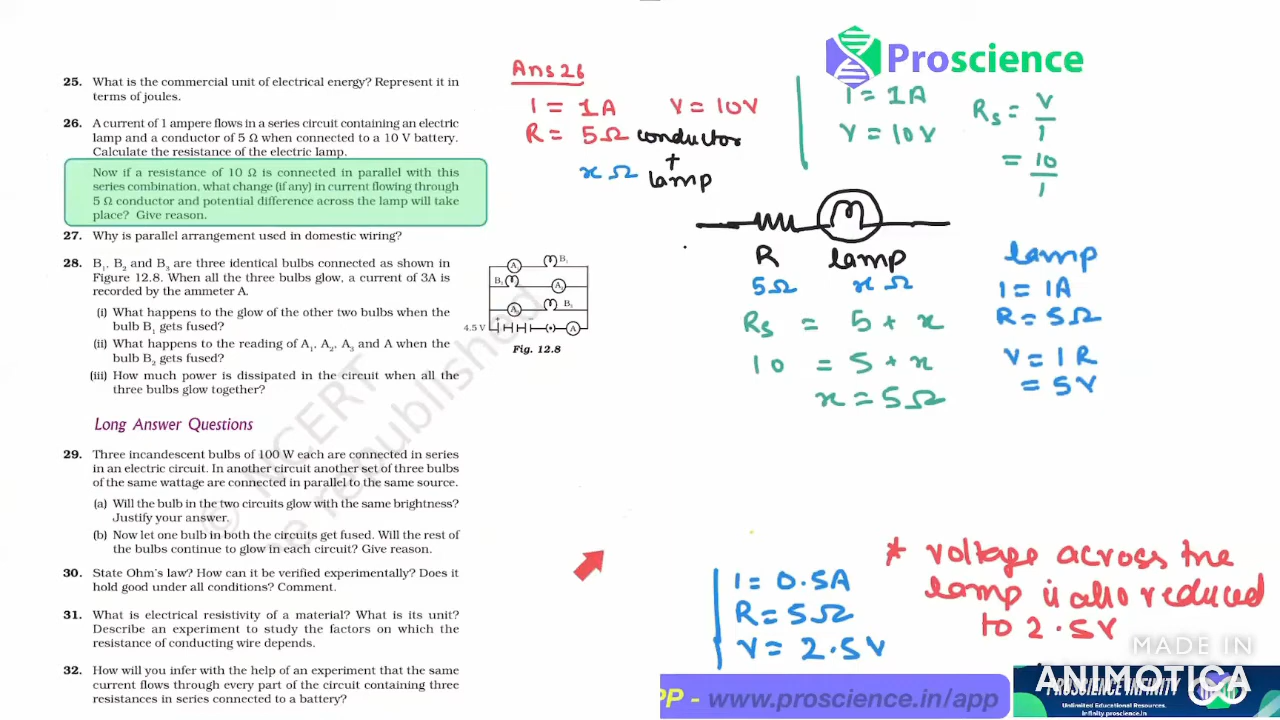 25. What is the commercial unit of electrical energy? Represent it in
terms of joules.
26. A current of 1 ampere flows in a series circuit containing an electric
lamp and a conductor of 5 Ω when connected to a 10 V battery.
Calculate the resistance of the electric lamp.
Now if a resistance of 10 Ω is connected in parallel with this
series combination, what change (if any) in current flowing through
5 Ω conductor and potential difference across the lamp will take
place? Give reason.
27. Why is parallel arrangement used in domestic wiring?
28. B1, B2 and B3 are three identical bulbs connected as shown in
Figure 12.8. When all the three bulbs glow, a current of 3A is
recorded by the ammeter A.
(i) What happens to the glow of the other two bulbs when the
bulb B1 gets fused?
(ii) What happens to the reading of A1, A2, A3 and A when the
bulb B2 gets fused?
(iii) How much power is dissipated in the circuit when all the
three bulbs glow together?
4.5 V
Fig. 12.8
Long Answer Questions
29. Three incandescent bulbs of 100 W each are connected in series
in an electric circuit. In another circuit another set of three bulbs
of the same wattage are connected in parallel to the same source.
(a) Will the bulb in the two circuits glow with the same brightness?
Justify your answer.
(b) Now let one bulb in both the circuits get fused. Will the rest of
the bulbs continue to glow in each circuit? Give reason.
30. State Ohm's law? How can it be verified experimentally? Does it
hold good under all conditions? Comment.
31. What is electrical resistivity of a material? What is its unit?
Describe an experiment to study the factors on which the
resistance of conducting wire depends.
32. How will you infer with the help of an experiment that the same
current flows through every part of the circuit containing three
resistances in series connected to a battery?
© NCERT
republished
Ans 26
I = 1A V = 10V
R = 5Ω conductor
+
x Ω lamp
Proscience
I = 1A
V = 10V
Rs = V/I
= 10/1
R lamp
5Ω x Ω
Rs = 5 + x
10 = 5 + x
x = 5Ω
lamp
I = 1A
R = 5Ω
V = IR
= 5V
I = 0.5A
R = 5Ω
V = 2.5V
* voltage across the
lamp is also reduced
to 2.5V
MADE IN
ANIMOTICA
PP - www.proscience.in/app
PROSCIENCE INFINITY
Unlimited Educational Resources.
infinity.proscience.in